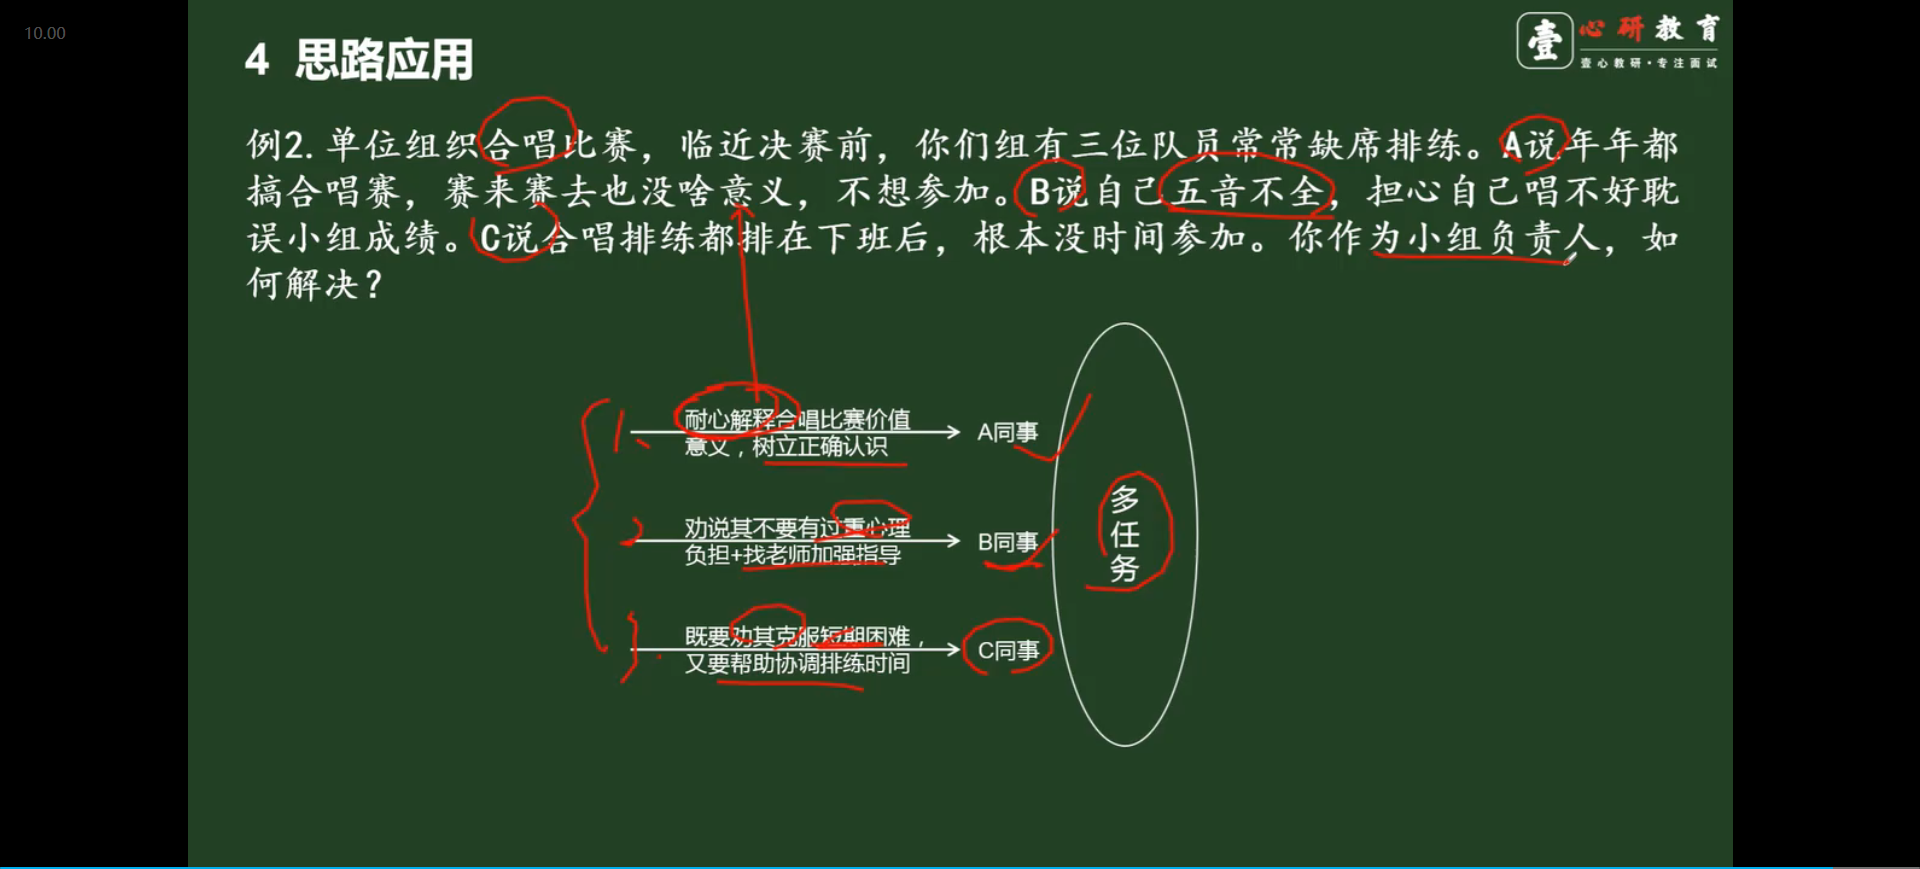 10.00
4 思路应用
壹 心研教育
壹心教研·专注面试
例2.单位组织合唱比赛，临近决赛前，你们组有三位队员常常缺席排练。A说年年都
搞合唱赛，赛来赛去也没啥意义，不想参加。B说自己五音不全，担心自己唱不好耽
误小组成绩。C说合唱排练都排在下班后，根本没时间参加。你作为小组负责人，如
何解决？
1、
耐心解释合唱比赛价值
意义，树立正确认识
A同事
2
劝说其不要有过重心理
负担+找老师加强指导
B同事
3
既要劝其克服短期困难，
又要帮助协调排练时间
C同事
多
任
务